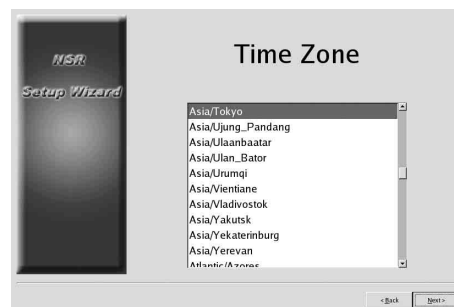 NSR
Setup Wizard
Time Zone
Asia/Tokyo
Asia/Ujung_Pandang
Asia/Ulaanbaatar
Asia/Ulan_Bator
Asia/Urumqi
Asia/Vientiane
Asia/Vladivostok
Asia/Yakutsk
Asia/Yekaterinburg
Asia/Yerevan
Atlantic/Azores
< Back
Next >